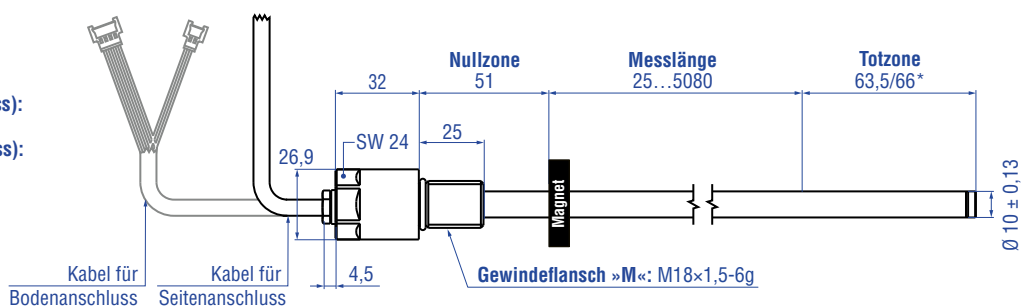 Nullzone
51
Messlänge
25...5080
Totzone
63,5/66*
32
ss):
ss):
SW 24
25
26,9
Magnet
Ø 10 ± 0,13
4,5
Kabel für
Bodenanschluss
Kabel für
Seitenanschluss
Gewindeflansch »M«: M18×1,5-6g